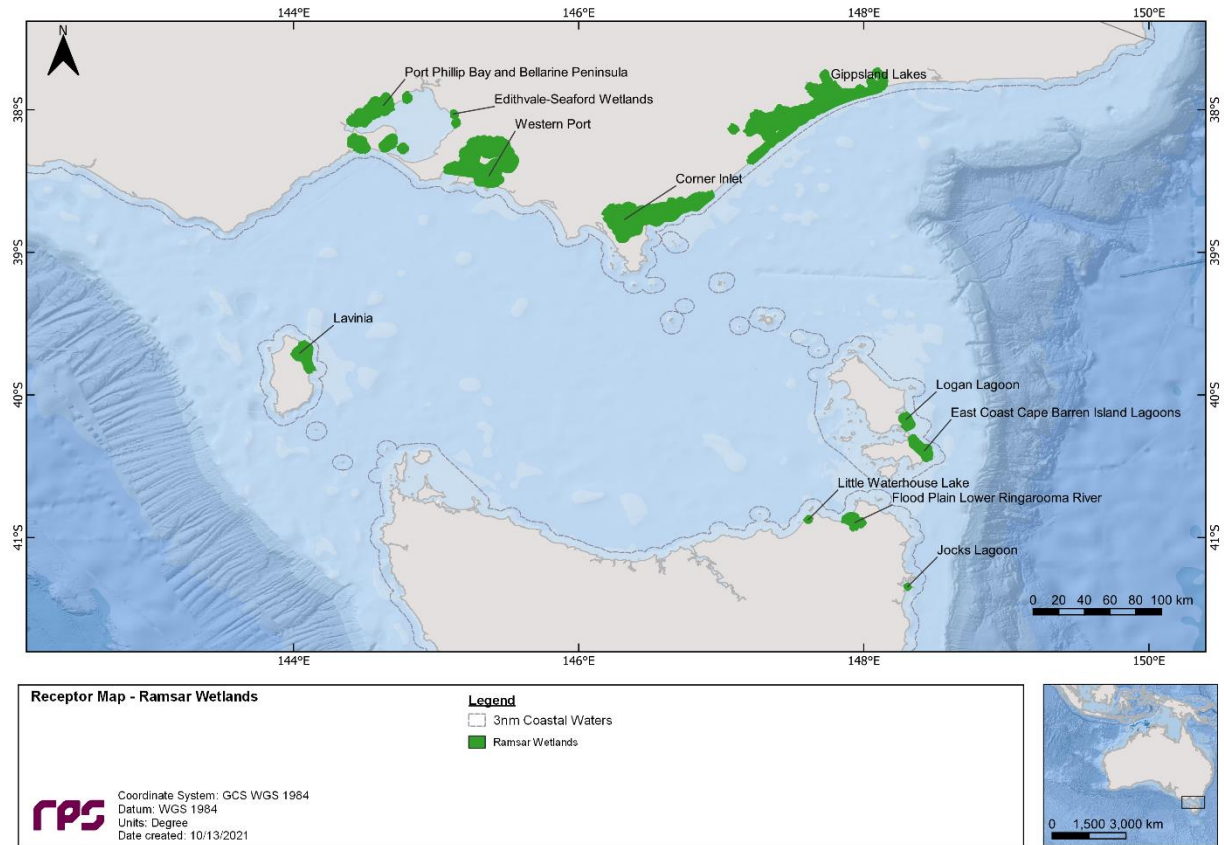 144°E
146°E
148°E
150°E
N
Port Phillip Bay and Bellarine Peninsula
Gippsland Lakes
38°S
38°S
Edithvale-Seaford Wetlands
Western Port
Corner Inlet
39°S
39°S
Lavinia
40°S
40°S
Logan Lagoon
East Coast Cape Barren Island Lagoons
Little Waterhouse Lake
Flood Plain Lower Ringarooma River
41°S
41°S
Jocks Lagoon
0 20 40 60 80 100 km
144°E
146°E
148°E
150°E
Receptor Map - Ramsar Wetlands
Legend
3nm Coastal Waters
Ramsar Wetlands
rps
Coordinate System: GCS WGS 1984
Datum: WGS 1984
Units: Degree
Date created: 10/13/2021
0 1,500 3,000 km